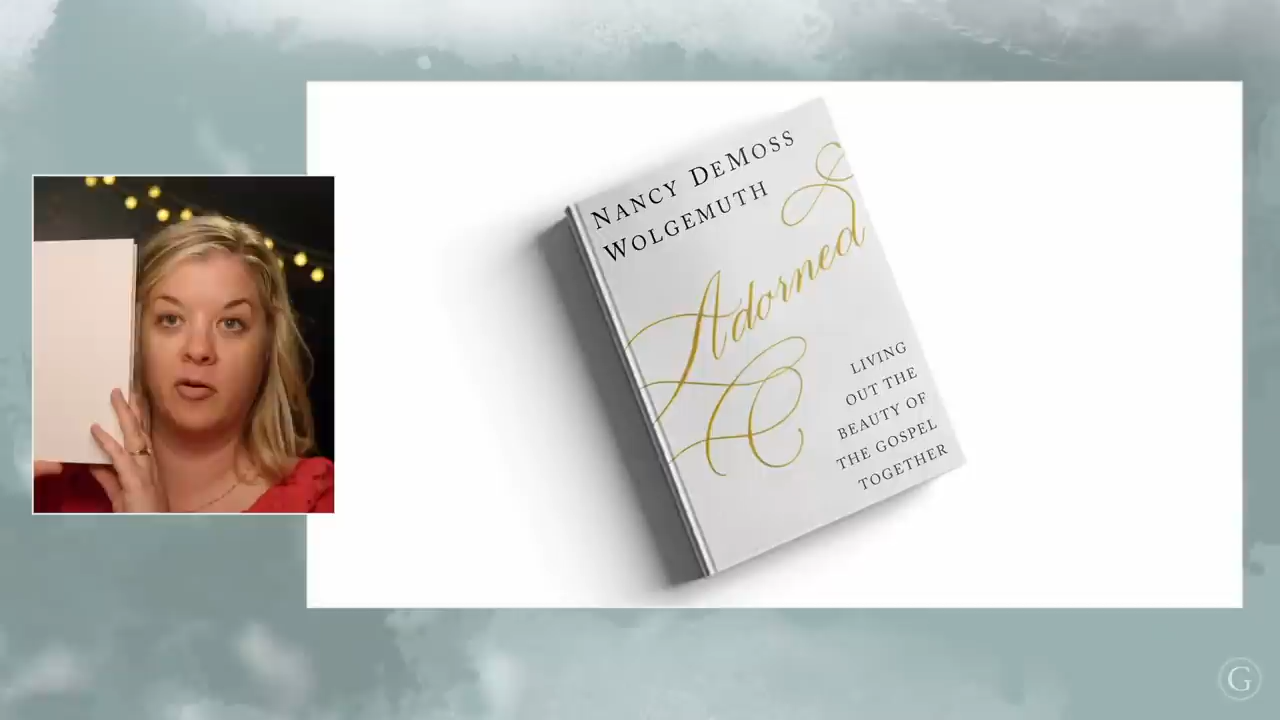 NANCY DEMOSS
WOLGEMUTH
Adorned
LIVING
OUT THE
BEAUTY OF
THE GOSPEL
TOGETHER
G